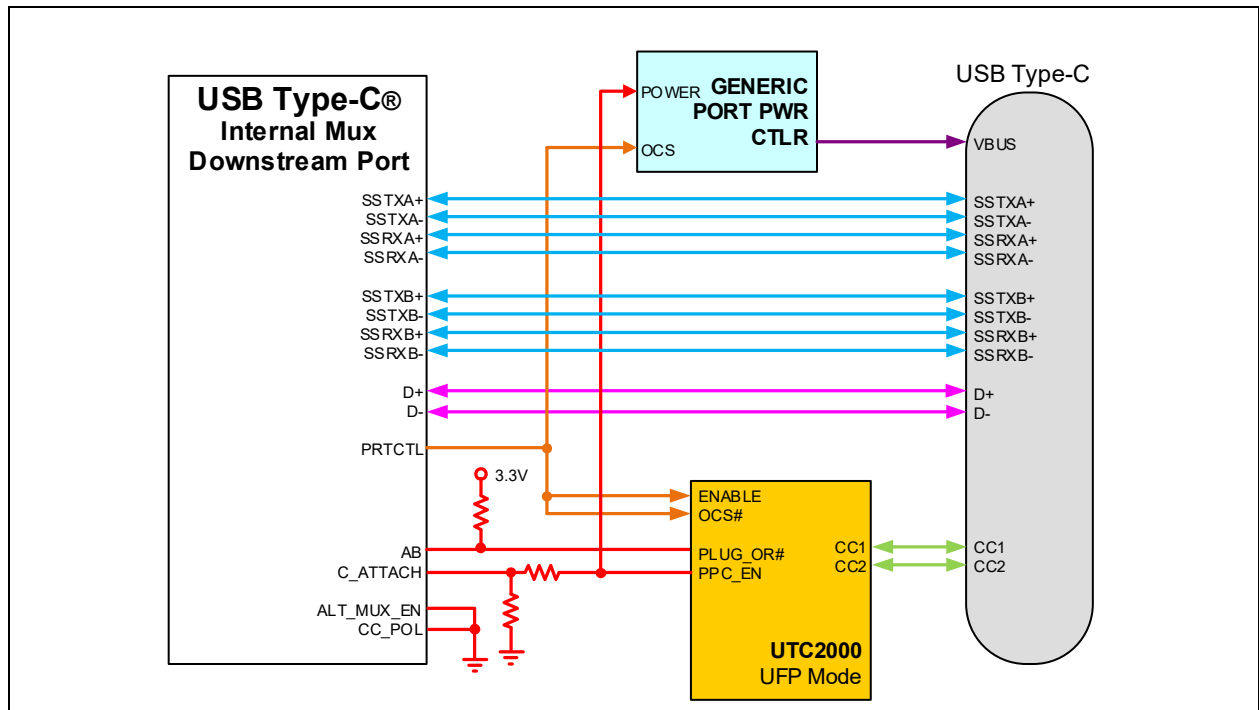 USB Type-C®
Internal Mux
Downstream Port
SSTXA+
SSTXA-
SSRXA+
SSRXA-
SSTXB+
SSTXB-
SSRXB+
SSRXB-
D+
D-
PRTCTL
AB
C_ATTACH
ALT_MUX_EN
CC_POL
3.3V
POWER
OCS
GENERIC
PORT PWR
CTLR
ENABLE
OCS#
PLUG_OR#
PPC_EN
CC1
CC2
UTC2000
UFP Mode
USB Type-C
VBUS
SSTXA+
SSTXA-
SSRXA+
SSRXA-
SSTXB+
SSTXB-
SSRXB+
SSRXB-
D+
D-
CC1
CC2